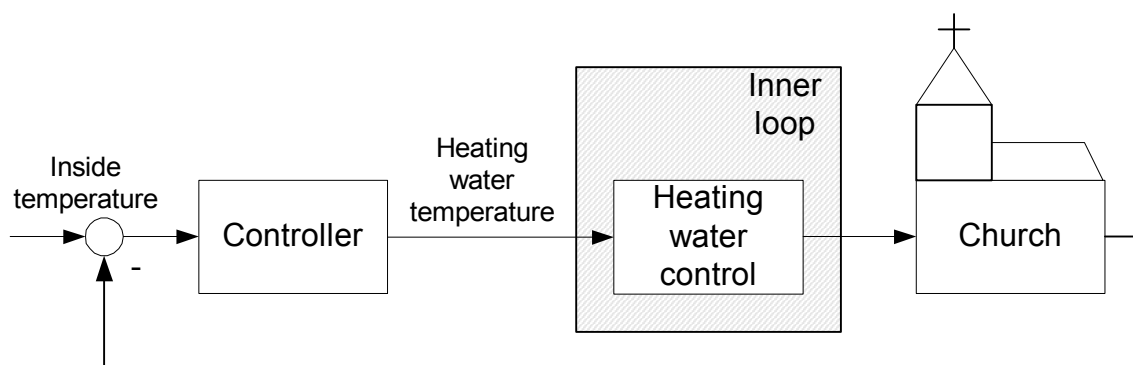 Inner
loop
Inside
temperature
Heating
water
temperature
Controller
Heating
water
control
Church
-